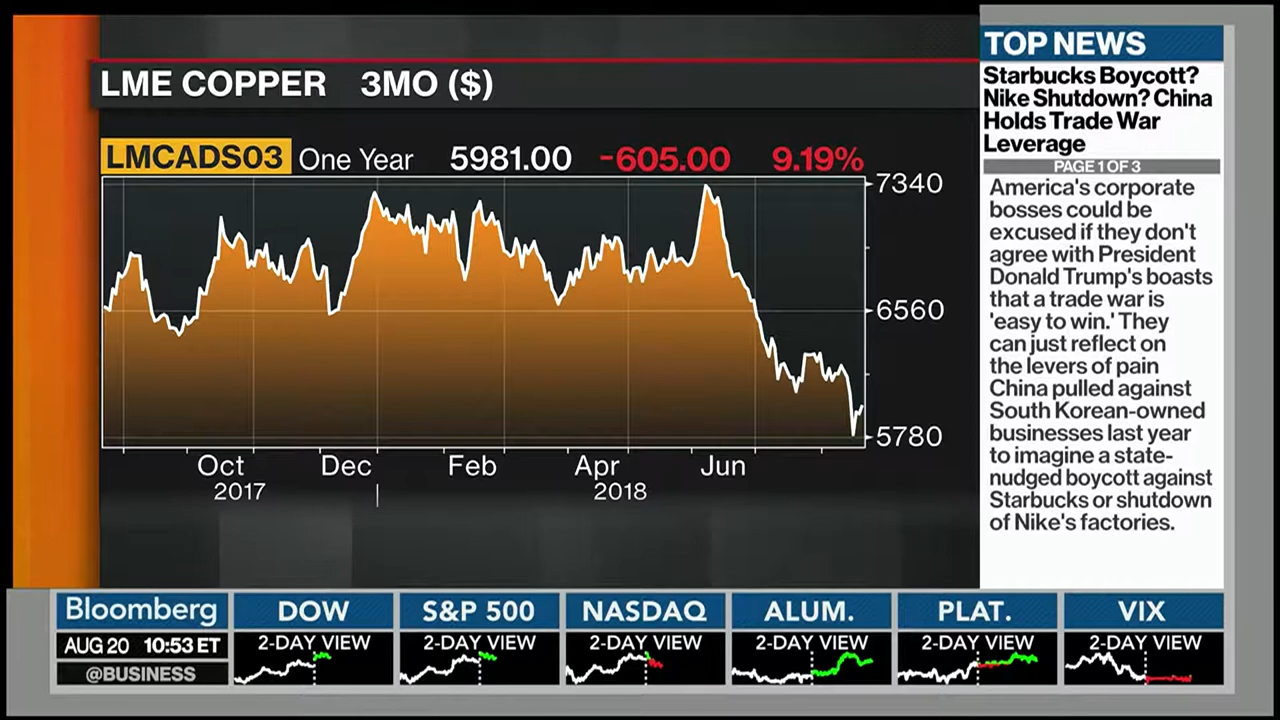 LME COPPER 3MO ($)
LMCADS03 One Year 5981.00 -605.00 9.19%
7340
6560
5780
Oct Dec Feb Apr Jun
2017 2018
TOP NEWS
Starbucks Boycott?
Nike Shutdown? China
Holds Trade War
Leverage
PAGE 1 OF 3
America's corporate
bosses could be
excused if they don't
agree with President
Donald Trump's boasts
that a trade war is
'easy to win.' They
can just reflect on
the levers of pain
China pulled against
South Korean-owned
businesses last year
to imagine a state-
nudged boycott against
Starbucks or shutdown
of Nike's factories.
Bloomberg
AUG 20 10:53 ET
@BUSINESS
DOW
2-DAY VIEW
S&P 500
2-DAY VIEW
NASDAQ
2-DAY VIEW
ALUM.
2-DAY VIEW
PLAT.
2-DAY VIEW
VIX
2-DAY VIEW